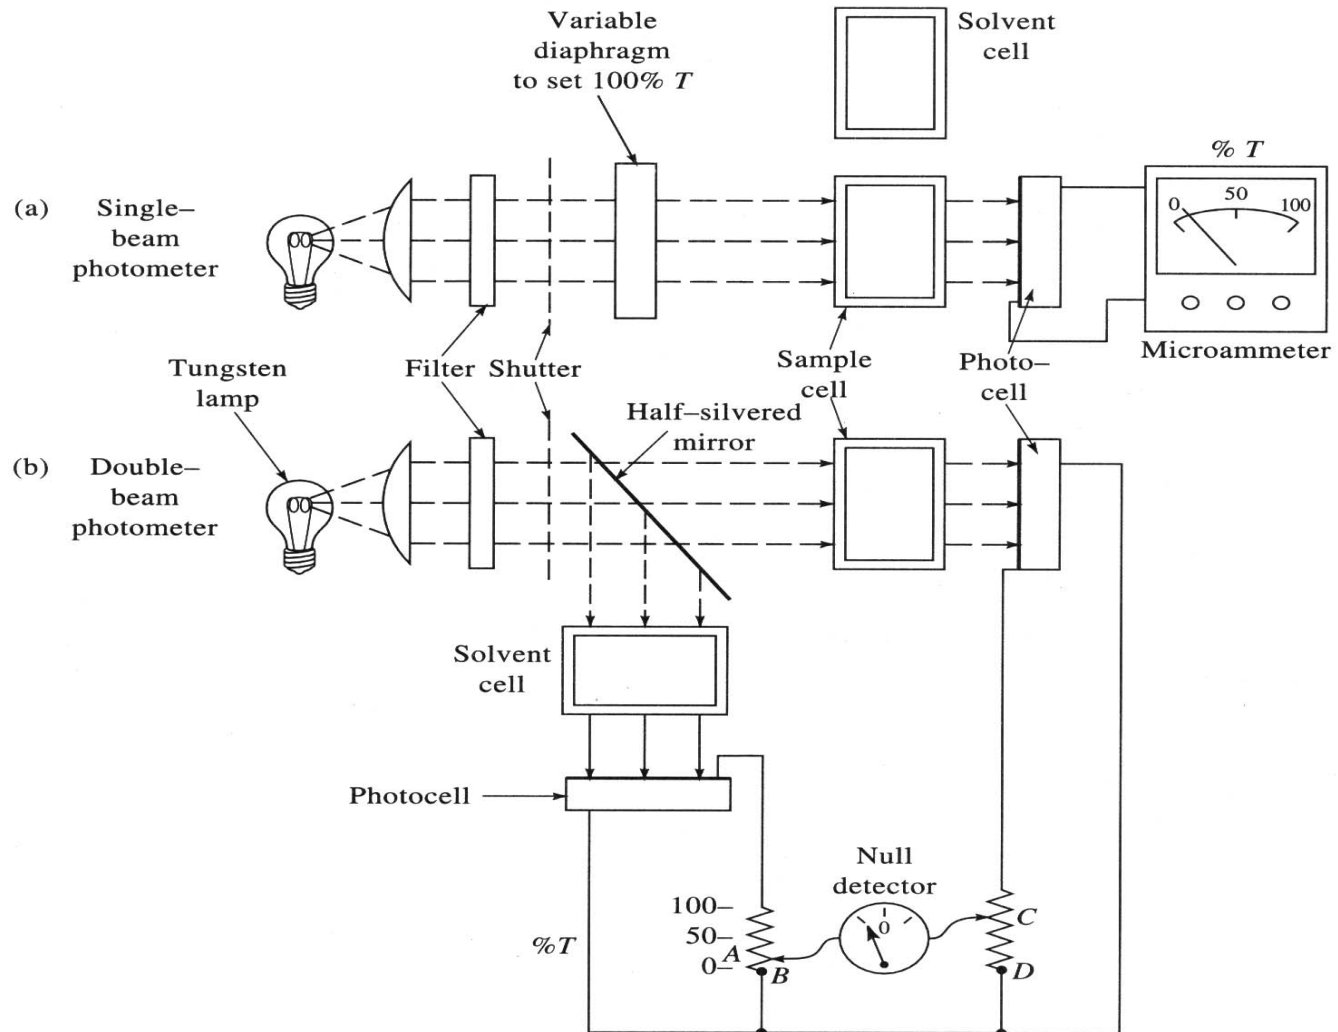 Variable
diaphragm
to set 100% T
Solvent
cell
(a) Single–
beam
photometer
% T
0 50 100
Microammeter
Tungsten
lamp
Filter Shutter
Sample
cell
Photo–
cell
Half–silvered
mirror
(b) Double–
beam
photometer
Solvent
cell
Photocell
Null
detector
0
100–
50–
0–
%T
A
B
C
D